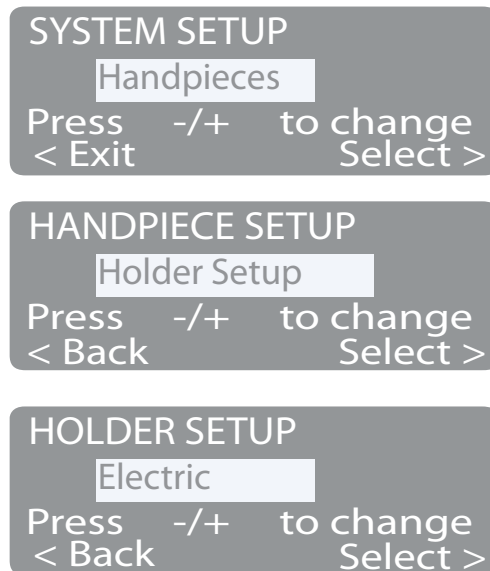 SYSTEM SETUP
Handpieces
Press -/+ to change
< Exit Select >
HANDPIECE SETUP
Holder Setup
Press -/+ to change
< Back Select >
HOLDER SETUP
Electric
Press -/+ to change
< Back Select >